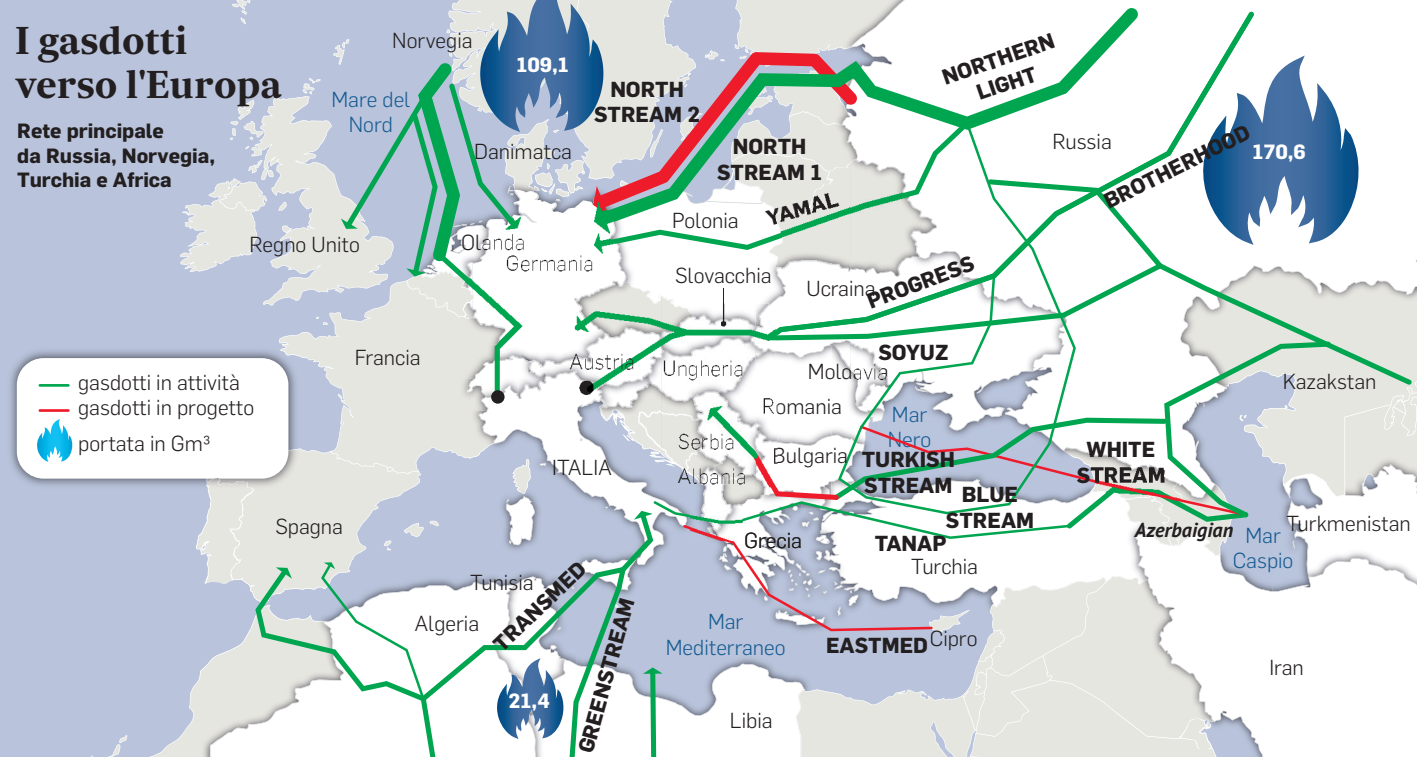 I gasdotti
verso l'Europa
Rete principale
da Russia, Norvegia,
Turchia e Africa
Norvegia
109,1
Mare del
Nord
Danimatca
NORTH
STREAM 2
NORTH
STREAM 1
NORTHERN
LIGHT
Russia
BROTHERHOOD
170,6
Regno Unito
Olanda
Germania
Polonia
YAMAL
Slovacchia
Ucraina
PROGRESS
gasdotti in attività
gasdotti in progetto
portata in Gm³
Francia
Austria
Ungheria
SOYUZ
Moldavia
Romania
Kazakstan
Mar
Nero
Serbia
Bulgaria
Albania
ITALIA
TURKISH
STREAM
WHITE
STREAM
BLUE
STREAM
Spagna
Grecia
TANAP
Turchia
Azerbaigian
Mar
Caspio
Turkmenistan
Tunisia
Algeria
TRANSMED
GREENSTREAM
Mar
Mediterraneo
EASTMED
Cipro
Iran
21,4
Libia